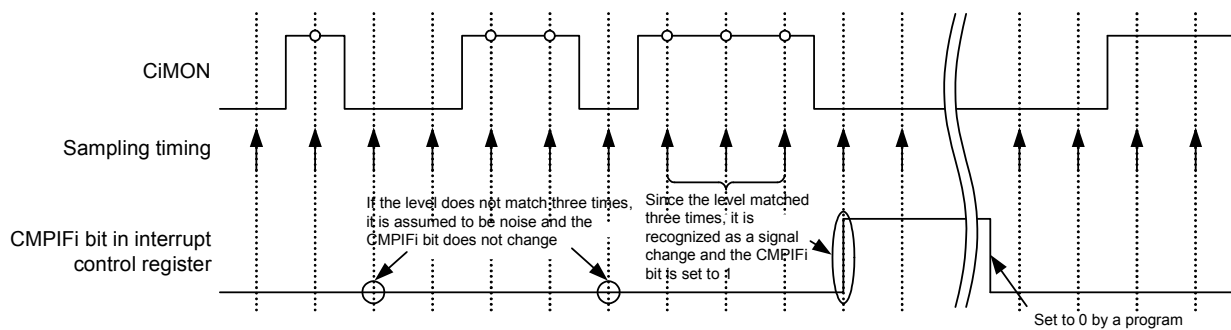 CiMON
Sampling timing
If the level does not match three times,
it is assumed to be noise and the
CMPIFi bit does not change
Since the level matched
three times, it is
recognized as a signal
change and the CMPIFi
bit is set to 1
CMPIFi bit in interrupt
control register
Set to 0 by a program